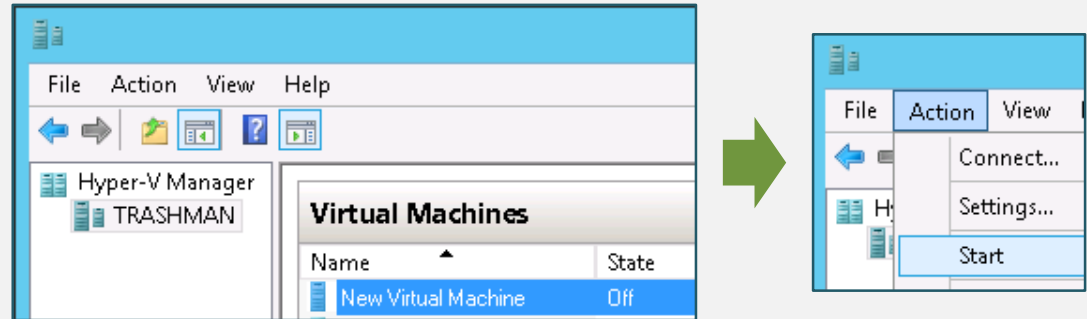 File Action View Help
Hyper-V Manager
TRASHMAN
Virtual Machines
Name State
New Virtual Machine Off
File Action View
Connect...
Settings...
Start